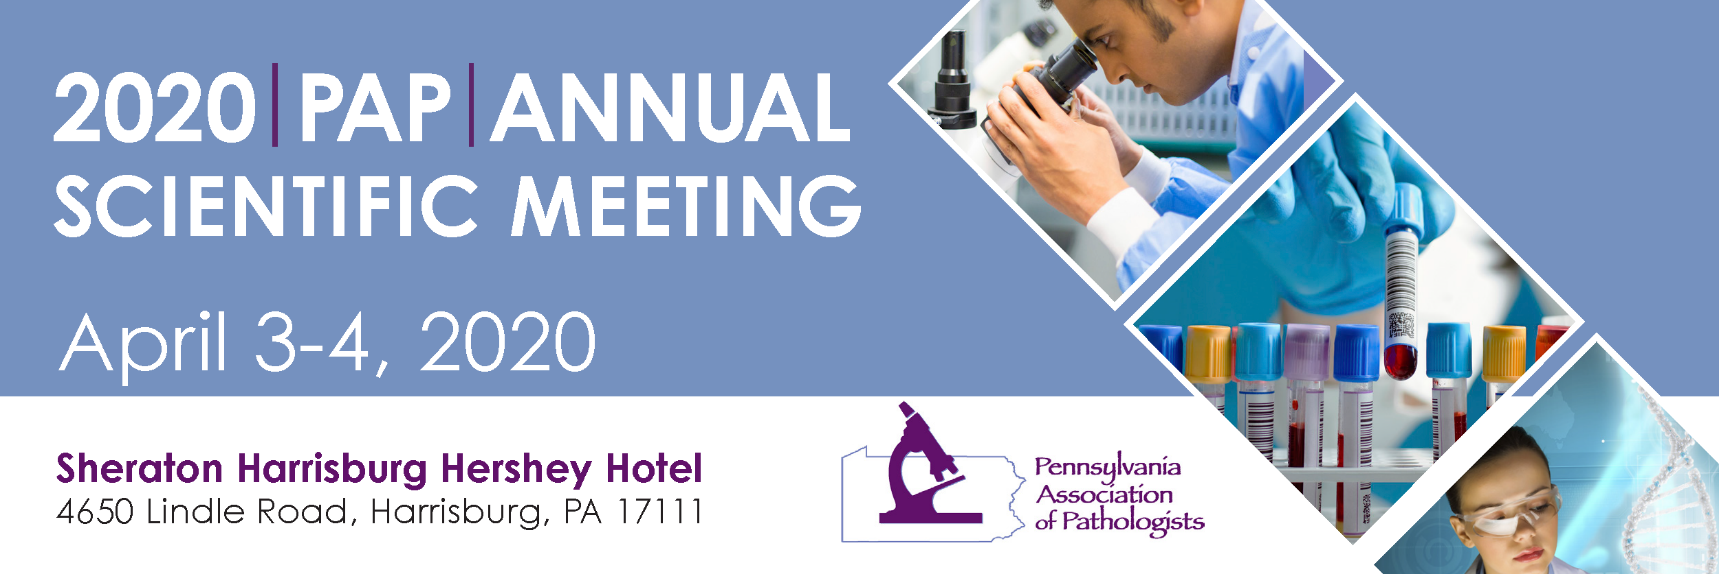 2020 | PAP | ANNUAL
SCIENTIFIC MEETING
April 3-4, 2020
Sheraton Harrisburg Hershey Hotel
4650 Lindle Road, Harrisburg, PA 17111
Pennsylvania
Association
of Pathologists